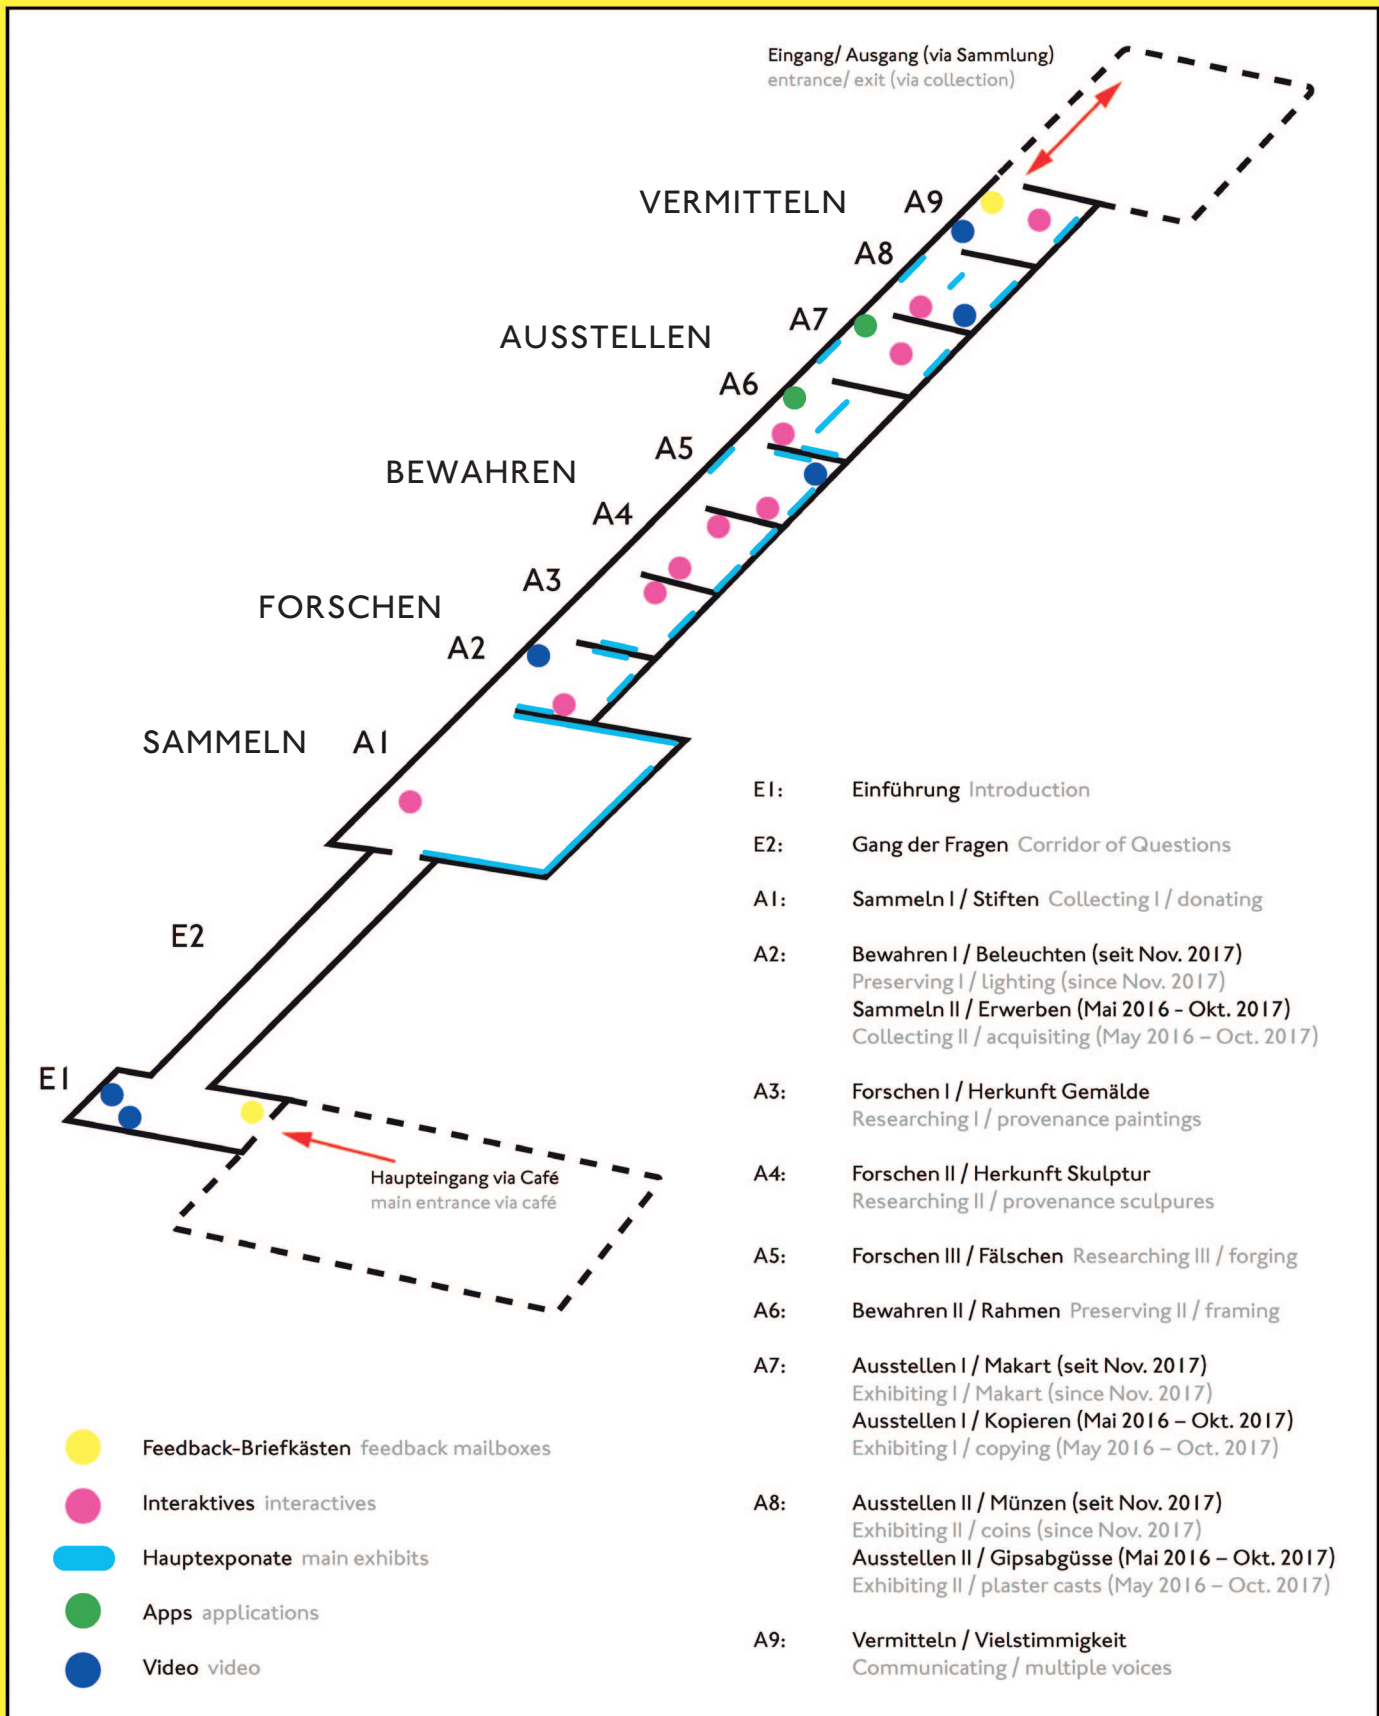 Eingang/ Ausgang (via Sammlung)
entrance/ exit (via collection)
VERMITTELN
A9
A8
AUSSTELLEN
A7
A6
BEWAHREN
A5
A4
FORSCHEN
A3
A2
SAMMELN
A1
E2
E1
Haupteingang via Café
main entrance via café
E1: Einführung Introduction
E2: Gang der Fragen Corridor of Questions
A1: Sammeln I / Stiften Collecting I / donating
A2: Bewahren I / Beleuchten (seit Nov. 2017)
Preserving I / lighting (since Nov. 2017)
Sammeln II / Erwerben (Mai 2016 - Okt. 2017)
Collecting II / acquisiting (May 2016 – Oct. 2017)
A3: Forschen I / Herkunft Gemälde
Researching I / provenance paintings
A4: Forschen II / Herkunft Skulptur
Researching II / provenance sculpures
A5: Forschen III / Fälschen Researching III / forging
A6: Bewahren II / Rahmen Preserving II / framing
A7: Ausstellen I / Makart (seit Nov. 2017)
Exhibiting I / Makart (since Nov. 2017)
Ausstellen I / Kopieren (Mai 2016 – Okt. 2017)
Exhibiting I / copying (May 2016 – Oct. 2017)
A8: Ausstellen II / Münzen (seit Nov. 2017)
Exhibiting II / coins (since Nov. 2017)
Ausstellen II / Gipsabgüsse (Mai 2016 – Okt. 2017)
Exhibiting II / plaster casts (May 2016 – Oct. 2017)
A9: Vermitteln / Vielstimmigkeit
Communicating / multiple voices
Feedback-Briefkästen feedback mailboxes
Interaktives interactives
Hauptexponate main exhibits
Apps applications
Video video